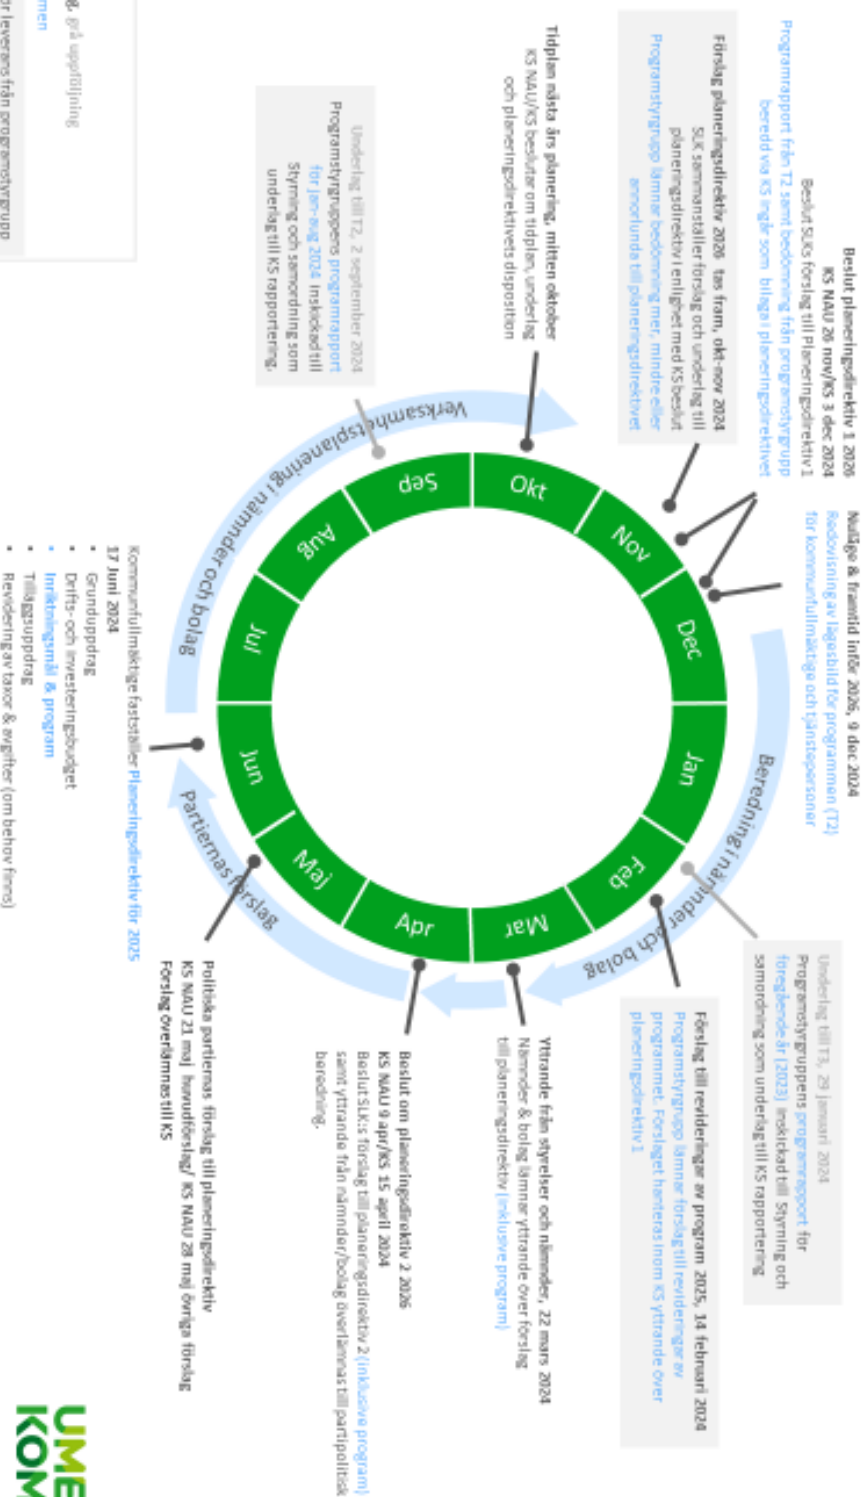 Beslut planeringsdirektiv 1 2026
KS NAU 26 nov/KS 3 dec 2024
Beslut SLKs förslag till Planeringsdirektiv 1
Programrapport från T2 samt bedömning från programstyrgrupp
beredd via KS ingår som bilaga i planeringsdirektivet
Nuläge & framtid inför 2026, 9 dec 2024
Redovisning av lägesbild för programmen (T2)
för kommunfullmäktige och tjänstepersoner
Förslag planeringsdirektiv 2026 tas fram, okt-nov 2024
SLK sammanställer förslag och underlag till
planeringsdirektiv i enlighet med KS beslut
Programstyrgrupp lämnar bedömning mer, mindre eller
annorlunda till planeringsdirektivet
Tidplan nästa års planering, mitten oktober
KS NAU/KS beslutar om tidplan, underlag
och planeringsdirektivets disposition
Underlag till T2, 2 september 2024
Programstyrgruppens programrapport
för jan-aug 2024 inskickad till
Styrning och samordning som
underlag till KS rapportering.
Verksamhetsplanering i nämnder och bolag
Beredning i nämnder och bolag
Partiernas förslag
Jan
Feb
Mar
Apr
Maj
Jun
Jul
Aug
Sep
Okt
Nov
Dec
Underlag till T3, 29 januari 2024
Programstyrgruppens programrapport för
föregående år (2023) inskickad till Styrning och
samordning som underlag till KS rapportering
Förslag till revideringar av program 2025, 14 februari 2024
Programstyrgrupp lämnar förslag till revideringar av
programmet. Förslaget hanteras inom KS yttrande över
planeringsdirektiv 1
Yttrande från styrelser och nämnder, 22 mars 2024
Nämnder & bolag lämnar yttrande över förslag
till planeringsdirektiv (inklusive program)
Beslut om planeringsdirektiv 2 2026
KS NAU 9 apr/KS 15 april 2024
Beslut SLK:s förslag till planeringsdirektiv 2 (inklusive program)
samt yttrande från nämnder/bolag överlämnas till partipolitisk
beredning.
Politiska partiernas förslag till planeringsdirektiv
KS NAU 21 maj huvudförslag/ KS NAU 28 maj övriga förslag
Förslag överlämnas till KS
Kommunfullmäktige fastställer Planeringsdirektiv för 2025
17 Juni 2024
• Grunduppdrag
• Drifts- och investeringsbudget
• Inriktningsmål & program
• Tilläggsuppdrag
• Revidering av taxor & avgifter (om behov finns)
g, grå uppföljning
men
ör leverans från programstyrgrupp
UME
KOM